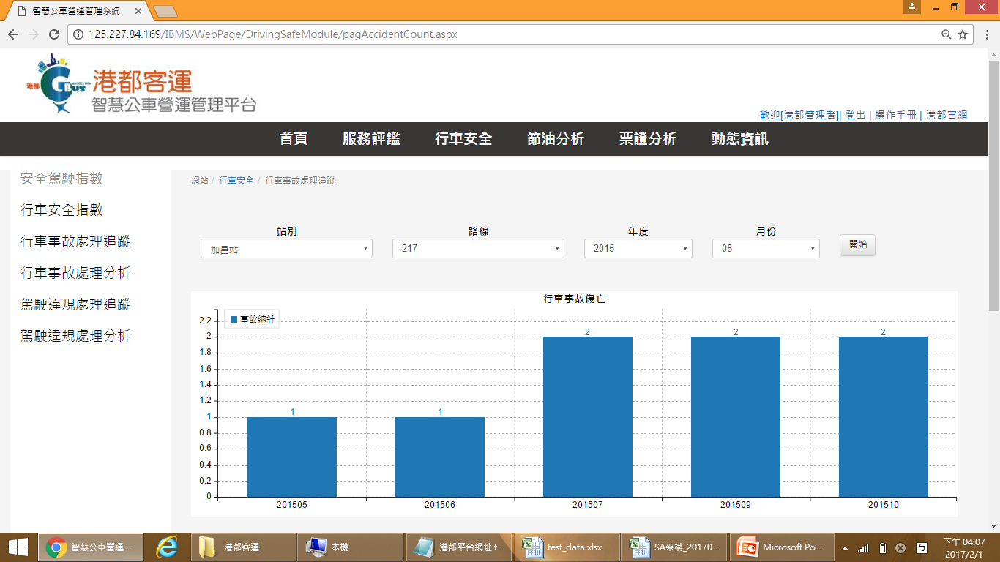 智慧公車營運管理系統
125.227.84.169/IBMS/WebPage/DrivingSafeModule/pagAccidentCount.aspx
港都 CBus 港都客運
智慧公車營運管理平台
歡迎[港都管理者]| 登出 | 操作手冊 | 港都官網
首頁 服務評鑑 行車安全 節油分析 票證分析 動態資訊
安全駕駛指數
行車安全指數
行車事故處理追蹤
行車事故處理分析
駕駛違規處理追蹤
駕駛違規處理分析
網站 / 行車安全 / 行車事故處理追蹤
站別 路線 年度 月份
加昌站 217 2015 08 開始
行車事故傷亡
事故總計
2.2
2
1.8
1.6
1.4
1.2
1
0.8
0.6
0.4
0.2
0
1 1 2 2 2
201505 201506 201507 201509 201510
智慧公車營運... 港都客運 本機 港都平台網址.t... test_data.xlsx SA架構_20170... Microsoft Po...
下午 04:07
2017/2/1